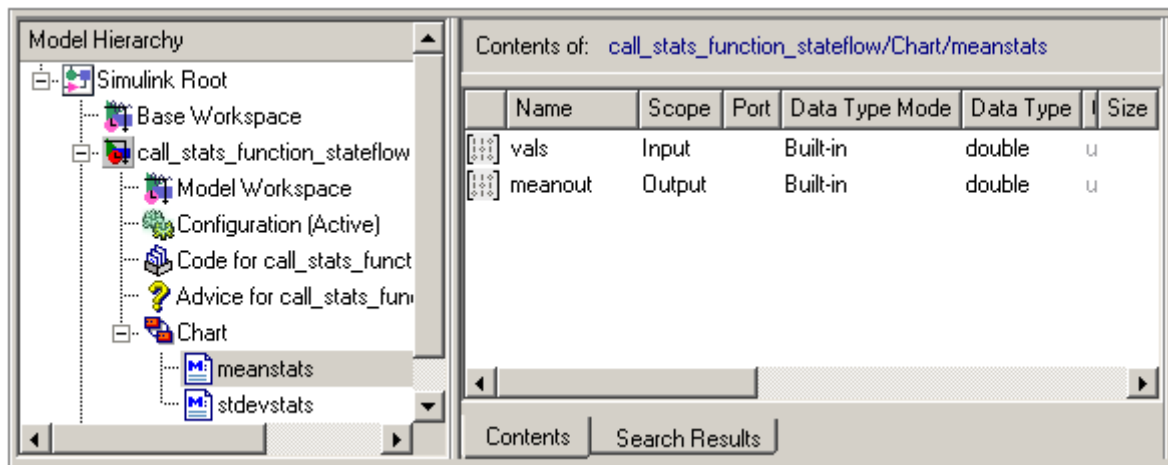 Model Hierarchy
Simulink Root
Base Workspace
call_stats_function_stateflow
Model Workspace
Configuration (Active)
Code for call_stats_funct
Advice for call_stats_fun
Chart
meanstats
stdevstats
Contents of: call_stats_function_stateflow/Chart/meanstats
Name Scope Port Data Type Mode Data Type Size
vals Input Built-in double u
meanout Output Built-in double u
Contents Search Results